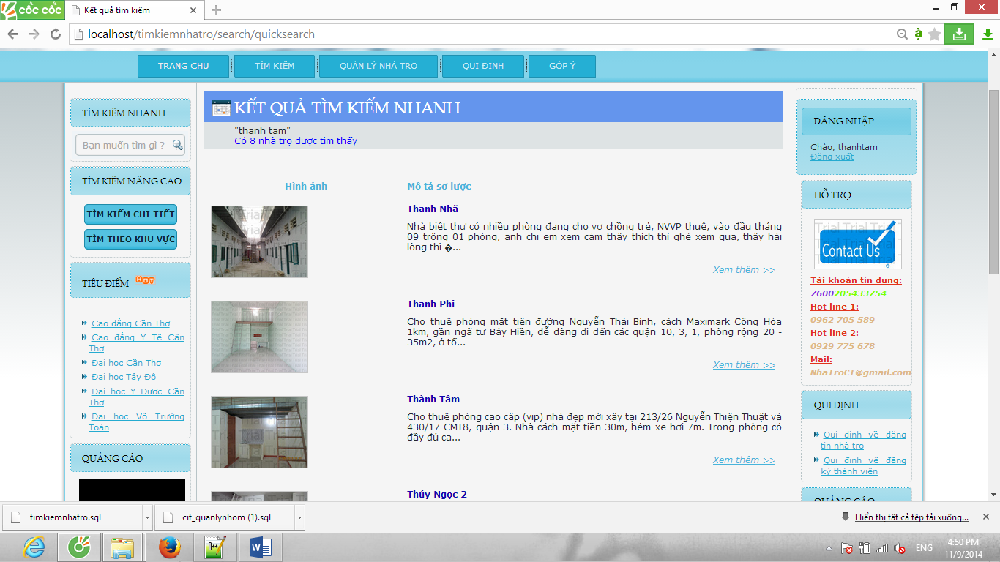 cốc cốc
Kết quả tìm kiếm
localhost/timkiemnhatro/search/quicksearch
TRANG CHỦ
TÌM KIẾM
QUẢN LÝ NHÀ TRỌ
QUI ĐỊNH
GÓP Ý
TÌM KIẾM NHANH
Bạn muốn tìm gì ?
TÌM KIẾM NÂNG CAO
TÌM KIẾM CHI TIẾT
TÌM THEO KHU VỰC
TIÊU ĐIỂM HOT
Cao đẳng Cần Thơ
Cao đẳng Y Tế Cần
Thơ
Đại học Cần Thơ
Đại học Tây Đô
Đại học Y Dược Cần
Thơ
Đại học Võ Trường
Toản
QUẢNG CÁO
KẾT QUẢ TÌM KIẾM NHANH
"thanh tam"
Có 8 nhà trọ được tìm thấy
Hình ảnh
Mô tả sơ lược
Thanh Nhã
Nhà biệt thự có nhiều phòng đang cho vợ chồng trẻ, NVVP thuê, vào đầu tháng
09 trống 01 phòng, anh chị em xem cảm thấy thích thì ghé xem qua, thấy hài
lòng thì �...
Xem thêm >>
Thanh Phi
Cho thuê phòng mặt tiền đường Nguyễn Thái Bình, cách Maximark Cộng Hòa
1km, gần ngã tư Bảy Hiền, dễ dàng đi đến các quận 10, 3, 1, phòng rộng 20 -
35m2, ở tố...
Xem thêm >>
Thành Tâm
Cho thuê phòng cao cấp (vip) nhà đẹp mới xây tại 213/26 Nguyễn Thiện Thuật và
430/17 CMT8, quận 3. Nhà cách mặt tiền 30m, hẻm xe hơi 7m. Trong phòng có
đầy đủ ca...
Xem thêm >>
Thúy Ngọc 2
ĐĂNG NHẬP
Chào, thanhtam
Đăng xuất
HỖ TRỢ
Trial Trial Trial
Contact Us
Tài khoản tín dụng:
7600205433754
Hot line 1:
0962 705 589
Hot line 2:
0929 775 678
Mail:
NhaTroCT@gmail.com
QUI ĐỊNH
Qui định về đăng
tin nhà trọ
Qui định về đăng
ký thành viên
QUẢNG CÁO
timkiemnhatro.sql
cit_quanlynhom (1).sql
Hiển thị tất cả tệp tải xuống...
ENG
4:50 PM
11/9/2014